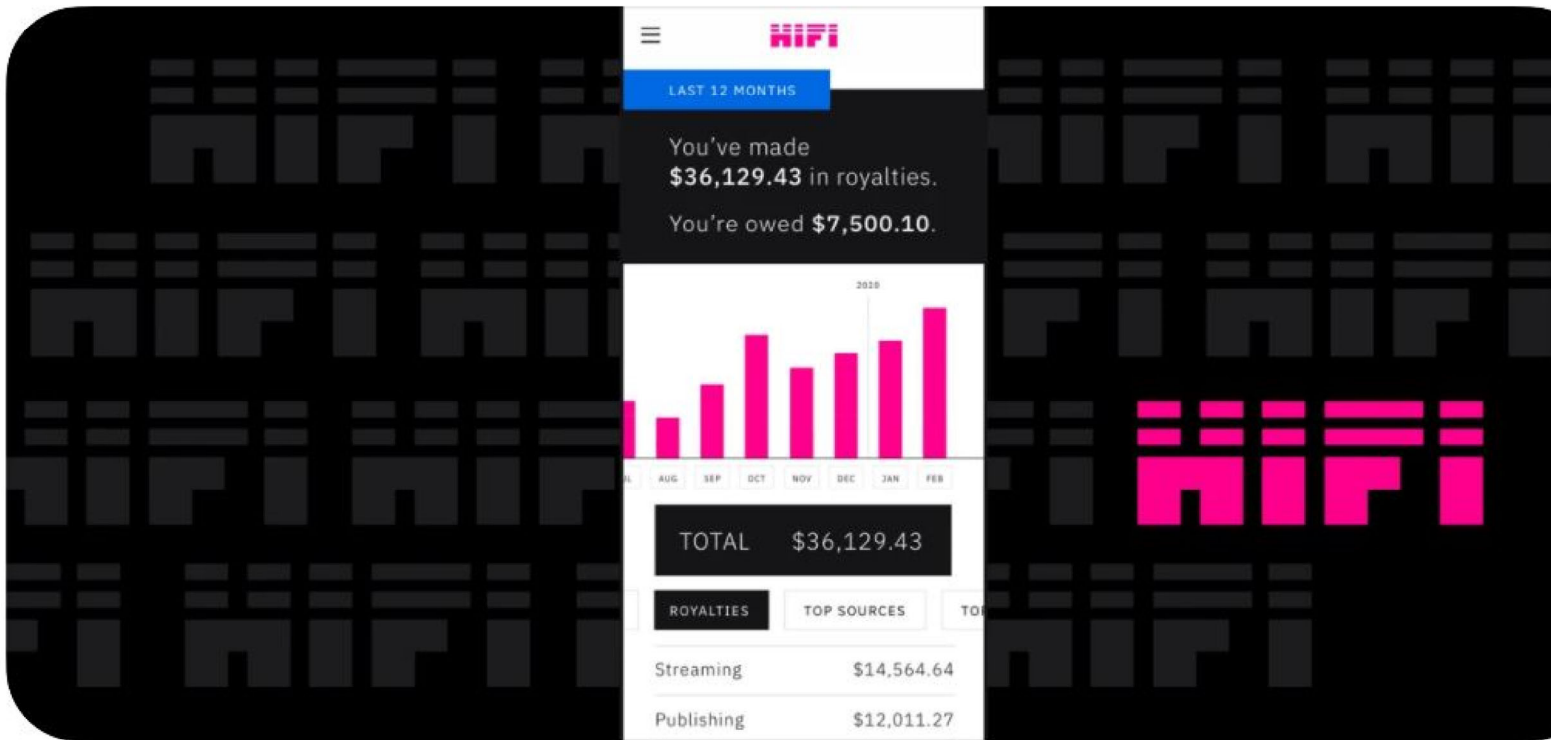 HIFI
LAST 12 MONTHS
You've made
$36,129.43 in royalties.
You're owed $7,500.10.
2020
AUG SEP OCT NOV DEC JAN FEB
HIFI
TOTAL $36,129.43
ROYALTIES TOP SOURCES
Streaming $14,564.64
Publishing $12,011.27